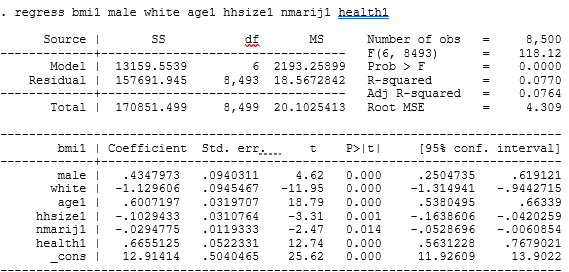 . regress bmi1 male white age1 hhsize1 nmarij1 health1
Source | SS df MS Number of obs = 8,500
F(6, 8493) = 118.12
Model | 13159.5539 6 2193.25899 Prob > F = 0.0000
Residual | 157691.945 8,493 18.5672842 R-squared = 0.0770
Adj R-squared = 0.0764
Total | 170851.499 8,499 20.1025413 Root MSE = 4.309
bmi1 | Coefficient Std. err. t P>|t| [95% conf. interval]
male | .4347973 .0940311 4.62 0.000 .2504735 .619121
white | -1.129606 .0945467 -11.95 0.000 -1.314941 -.9442715
age1 | .6007197 .0319707 18.79 0.000 .5380495 .66339
hhsize1 | -.1029433 .0310764 -3.31 0.001 -.1638606 -.0420259
nmarij1 | -.0294775 .0119333 -2.47 0.014 -.0528696 -.0060854
health1 | .6655125 .0522331 12.74 0.000 .5631228 .7679021
_cons | 12.91414 .5040465 25.62 0.000 11.92609 13.9022